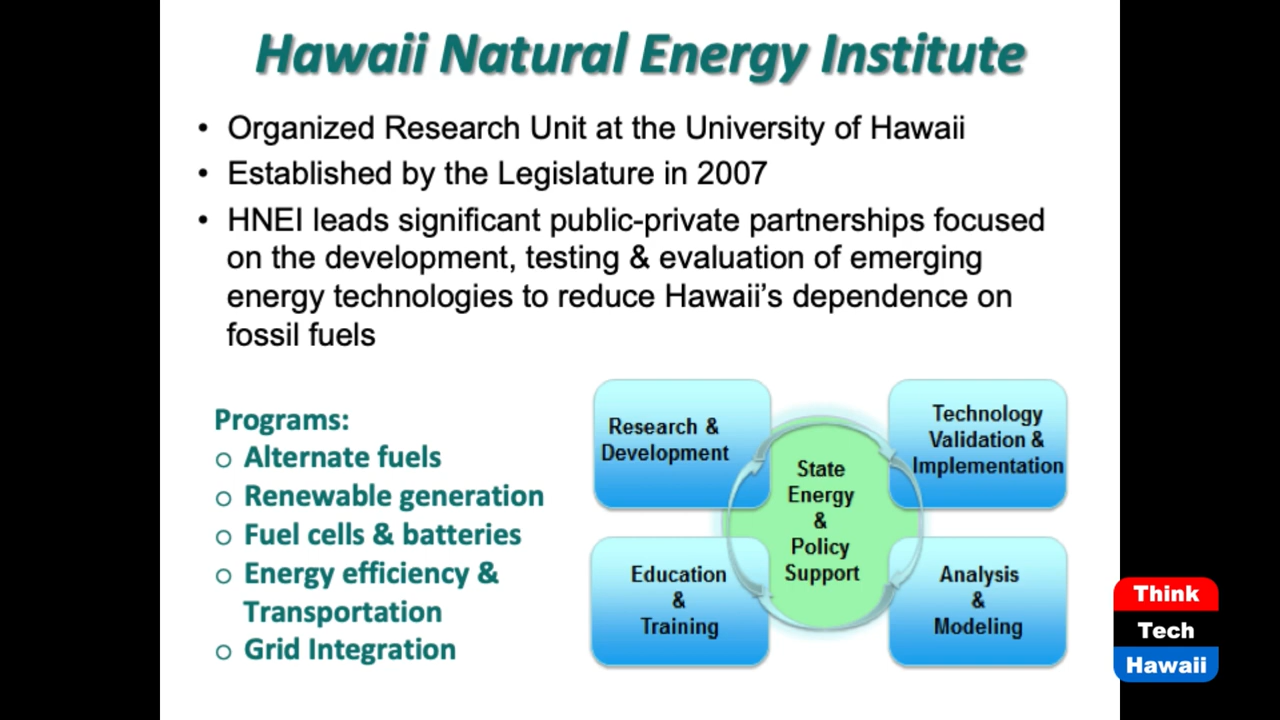 Hawaii Natural Energy Institute
• Organized Research Unit at the University of Hawaii
• Established by the Legislature in 2007
• HNEI leads significant public-private partnerships focused
on the development, testing & evaluation of emerging
energy technologies to reduce Hawaii's dependence on
fossil fuels
Programs:
o Alternate fuels
o Renewable generation
o Fuel cells & batteries
o Energy efficiency &
Transportation
o Grid Integration
Research &
Development
Technology
Validation &
Implementation
State
Energy
&
Policy
Support
Education
&
Training
Analysis
&
Modeling
Think
Tech
Hawaii